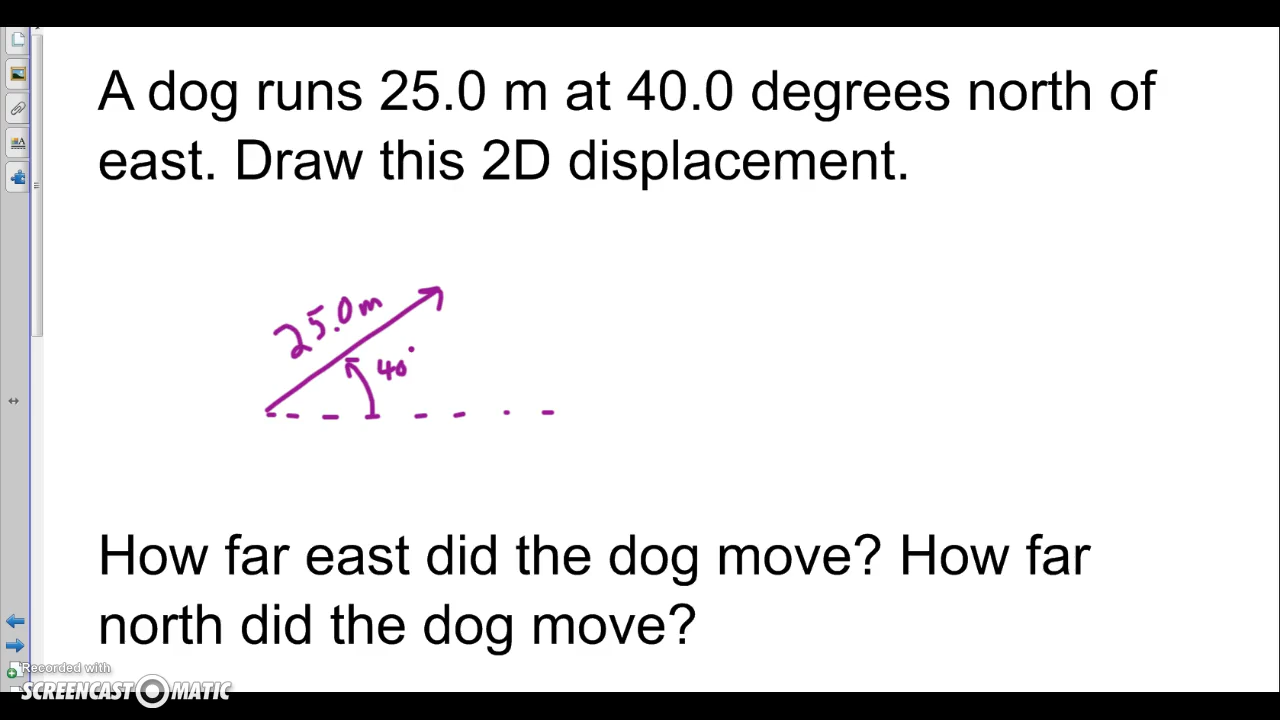 A dog runs 25.0 m at 40.0 degrees north of
east. Draw this 2D displacement.
25.0m
40°
How far east did the dog move? How far
north did the dog move?
Recorded with
SCREENCAST MATIC